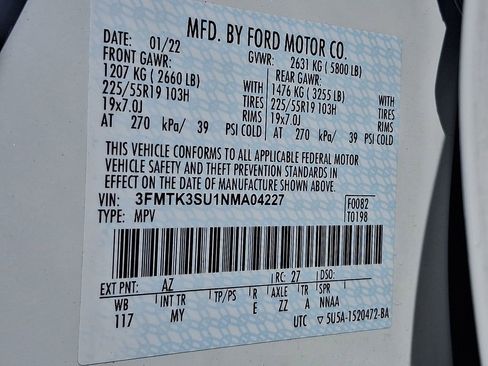 MFD. BY FORD MOTOR CO.
DATE: 01/22 GVWR: 2631 KG ( 5800 LB)
FRONT GAWR: REAR GAWR:
1207 KG ( 2660 LB) WITH 1476 KG ( 3255 LB) WITH
225/55R19 103H TIRES 225/55R19 103H TIRES
19x7.0J RIMS 19x7.0J RIMS
AT 270 kPa/ 39 PSI COLD AT 270 kPa/ 39 PSI COLD
THIS VEHICLE CONFORMS TO ALL APPLICABLE FEDERAL MOTOR
VEHICLE SAFETY AND THEFT PREVENTION STANDARDS IN
EFFECT ON THE DATE OF MANUFACTURE SHOWN ABOVE.
VIN: 3FMTK3SU1NMA04227 F0082
TYPE: MPV T0198
EXT PNT: AZ RC: 27 DSO:
WB INT TR TP/PS R AXLE TR SPR
117 MY E ZZ A NNAA
UTC ▽5U5A-1520472-BA